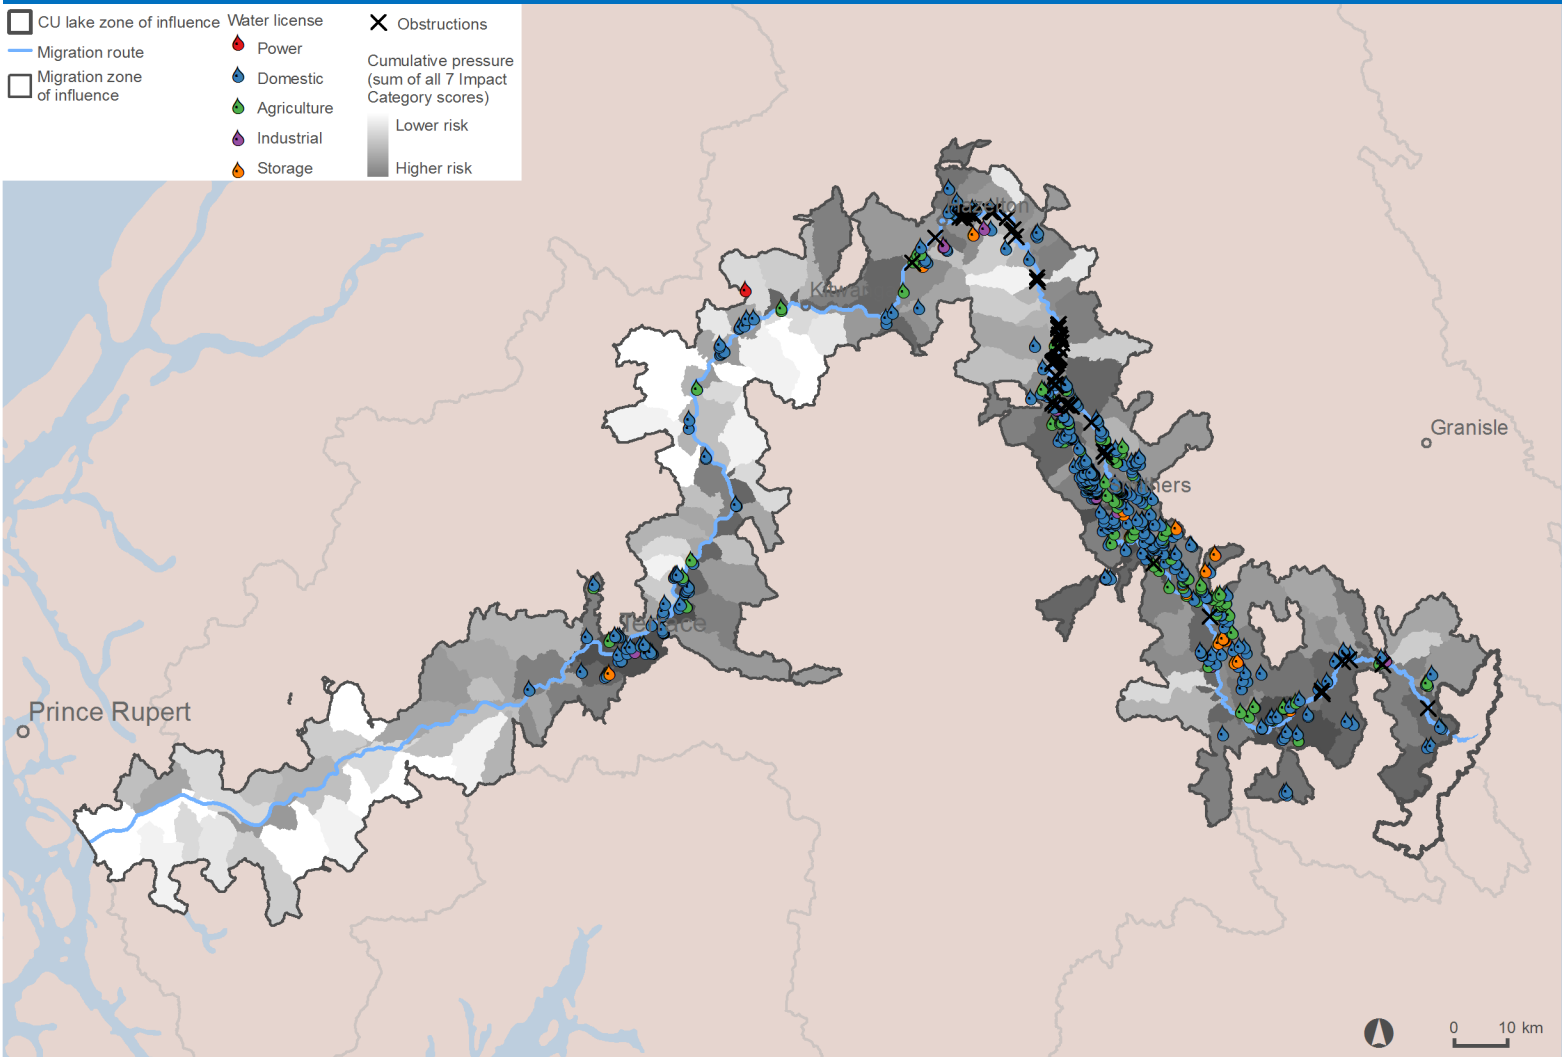 CU lake zone of influence
Migration route
Migration zone
of influence
Water license
Power
Domestic
Agriculture
Industrial
Storage
Obstructions
Cumulative pressure
(sum of all 7 Impact
Category scores)
Lower risk
Higher risk
Granisle
Terrace
Prince Rupert
0 10 km